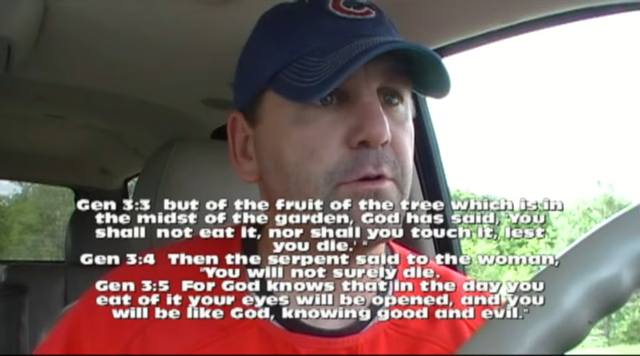 C
Gen 3:3 but of the fruit of the tree which is in
the midst of the garden, God has said, 'You
shall not eat it, nor shall you touch it, lest
you die.' "
Gen 3:4 Then the serpent said to the woman,
"You will not surely die.
Gen 3:5 For God knows that in the day you
eat of it your eyes will be opened, and you
will be like God, knowing good and evil."